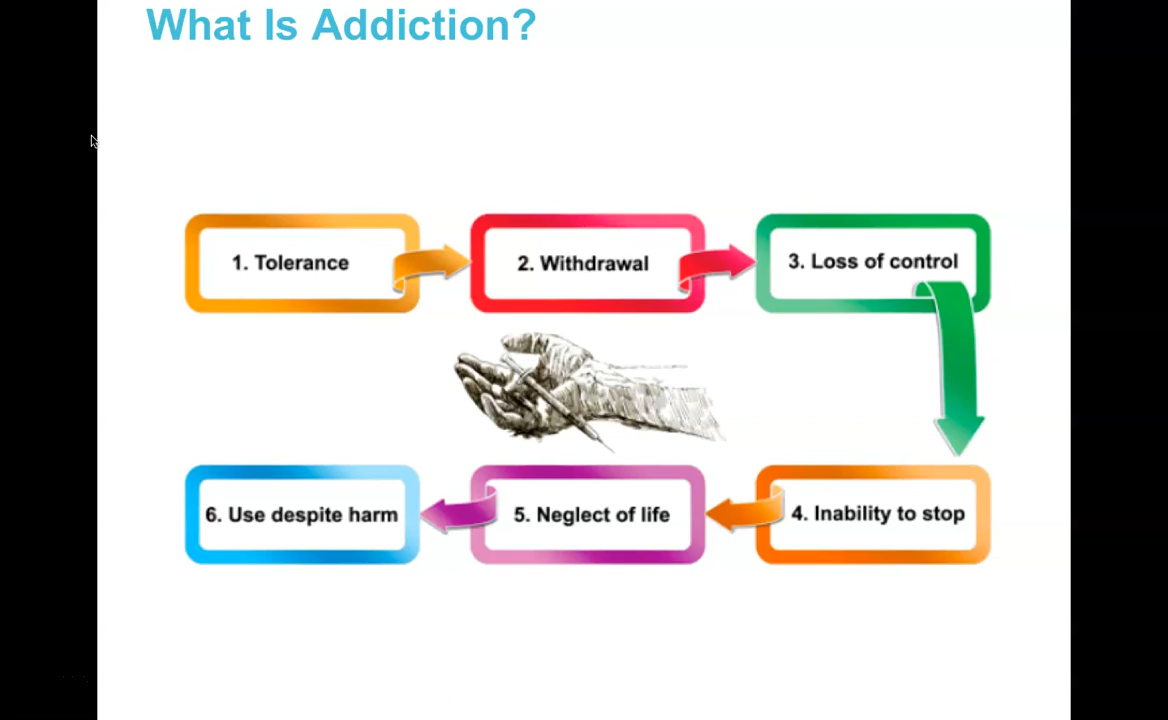 What Is Addiction?
1. Tolerance
2. Withdrawal
3. Loss of control
4. Inability to stop
5. Neglect of life
6. Use despite harm